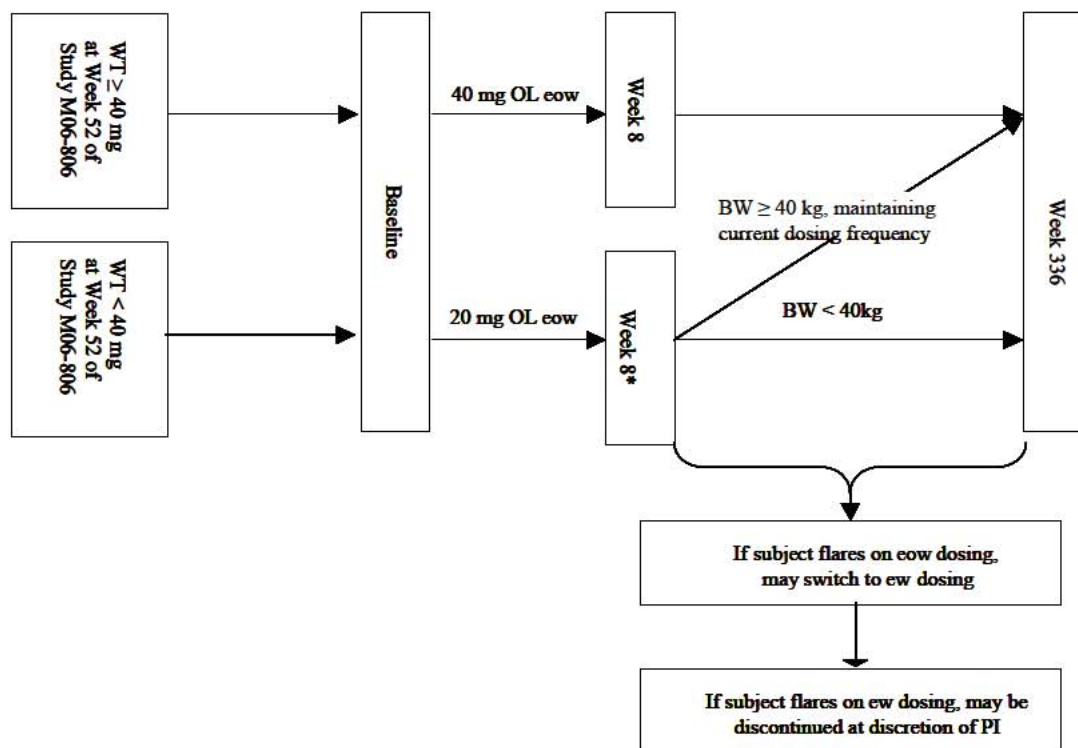 WT ≥ 40 mg
at Week 52 of
Study M06-806
WT < 40 mg
at Week 52 of
Study M06-806
Baseline
40 mg OL eow
20 mg OL eow
Week 8
Week 8*
BW ≥ 40 kg, maintaining
current dosing frequency
BW < 40kg
Week 336
If subject flares on eow dosing,
may switch to ew dosing
If subject flares on ew dosing, may be
discontinued at discretion of PI